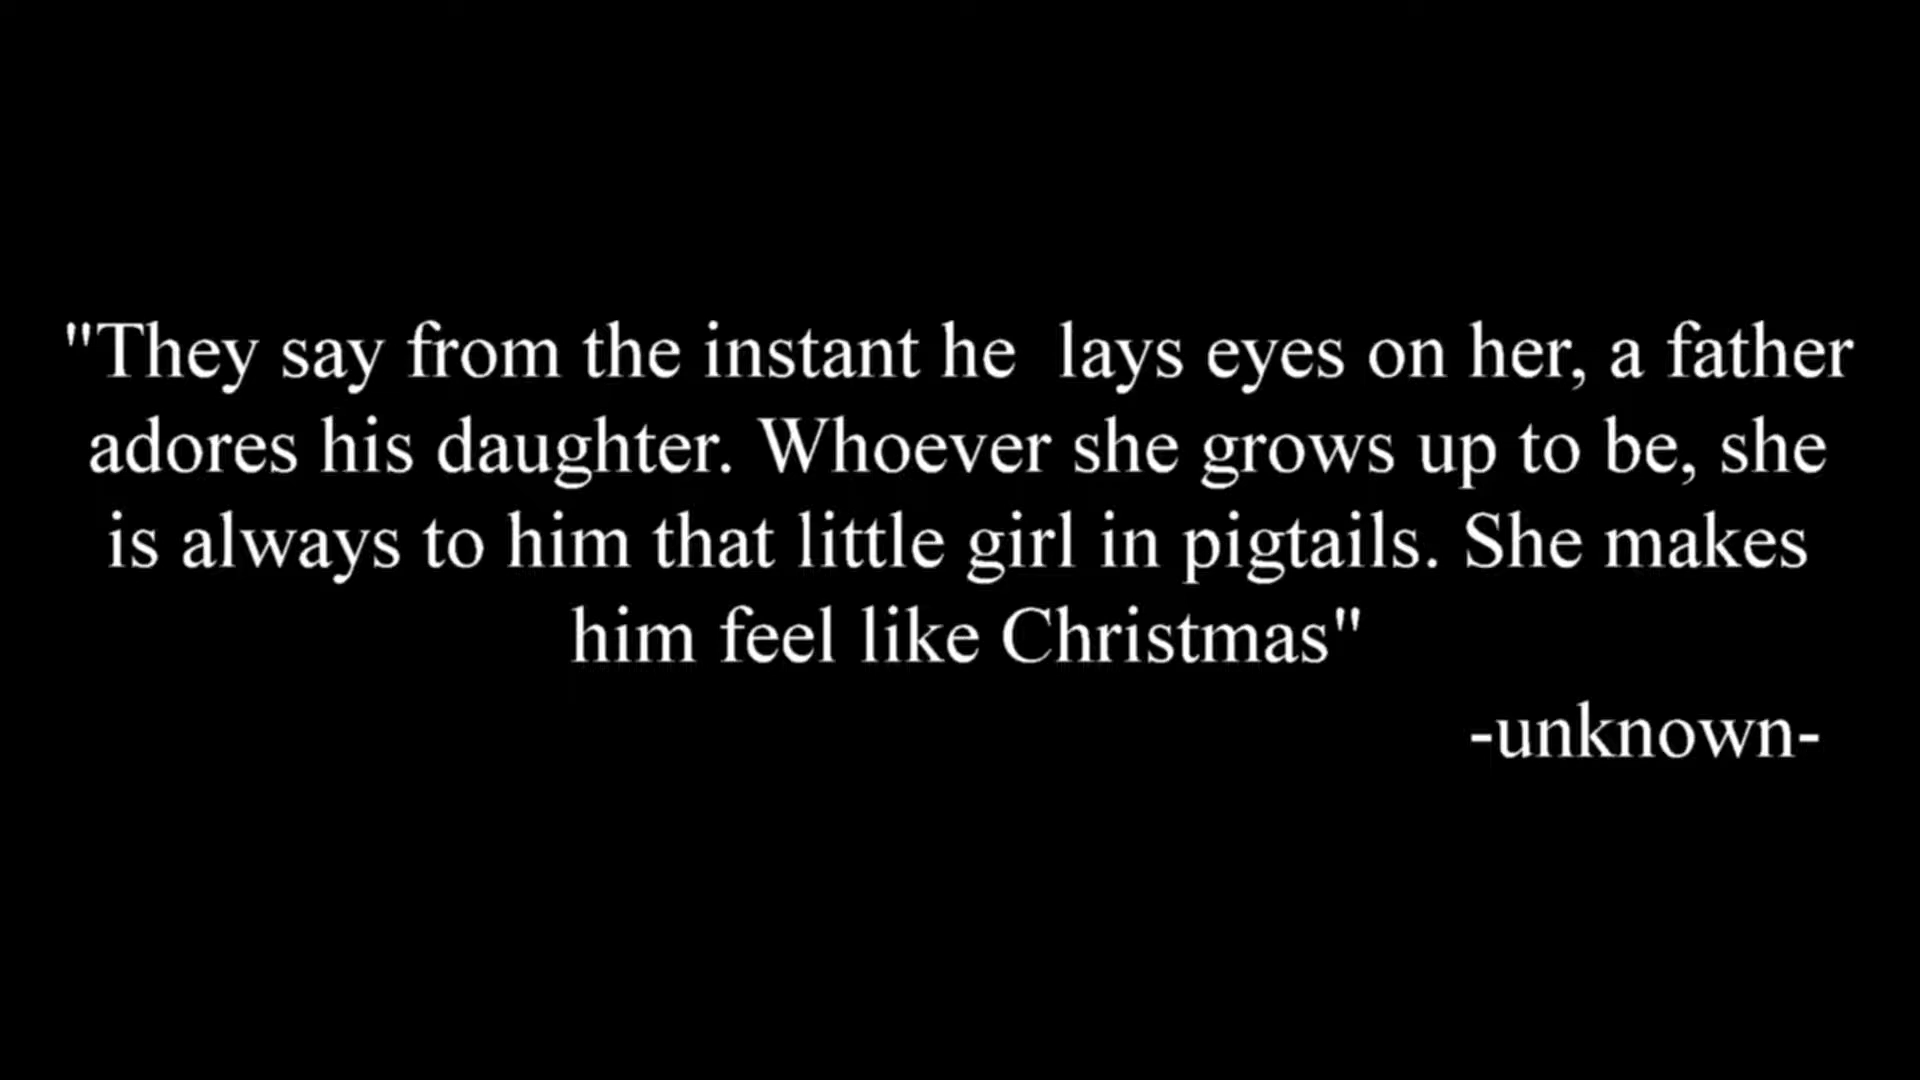 "They say from the instant he  lays eyes on her, a father
adores his daughter. Whoever she grows up to be, she
is always to him that little girl in pigtails. She makes
him feel like Christmas"
-unknown-